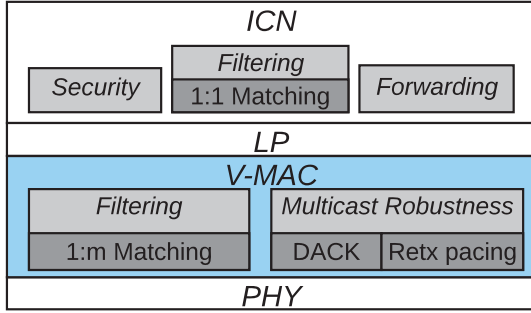 ICN
Security
Filtering
1:1 Matching
Forwarding
LP
V-MAC
Filtering
1:m Matching
Multicast Robustness
DACK
Retx pacing
PHY